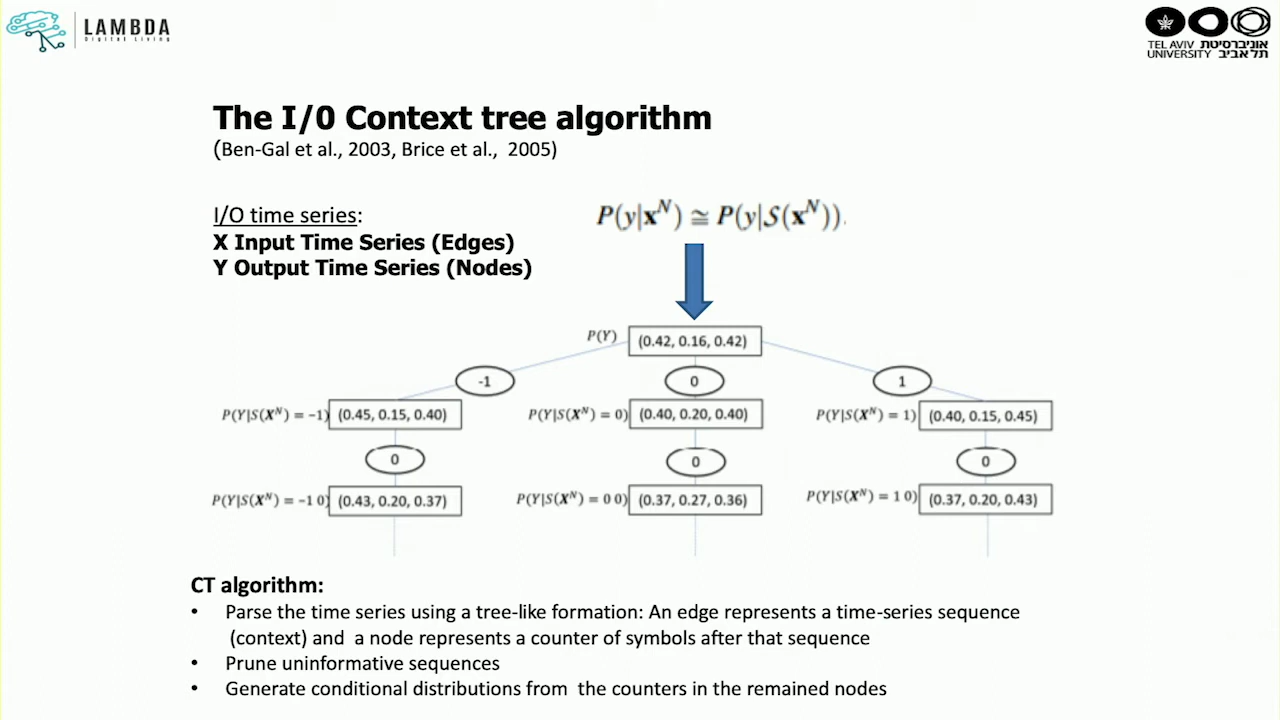 LAMBDA
Digital Living
TEL AVIV אוניברסיטת
UNIVERSITY תל אביב
The I/0 Context tree algorithm
(Ben-Gal et al., 2003, Brice et al., 2005)
I/O time series:
X Input Time Series (Edges)
Y Output Time Series (Nodes)
P(y|x^N) ≅ P(y|S(x^N)).
P(Y) (0.42, 0.16, 0.42)
-1 0 1
P(Y|S(X^N) = −1) (0.45, 0.15, 0.40) P(Y|S(X^N) = 0) (0.40, 0.20, 0.40) P(Y|S(X^N) = 1) (0.40, 0.15, 0.45)
0 0 0
P(Y|S(X^N) = −1 0) (0.43, 0.20, 0.37) P(Y|S(X^N) = 0 0) (0.37, 0.27, 0.36) P(Y|S(X^N) = 1 0) (0.37, 0.20, 0.43)
CT algorithm:
• Parse the time series using a tree-like formation: An edge represents a time-series sequence
(context) and a node represents a counter of symbols after that sequence
• Prune uninformative sequences
• Generate conditional distributions from the counters in the remained nodes